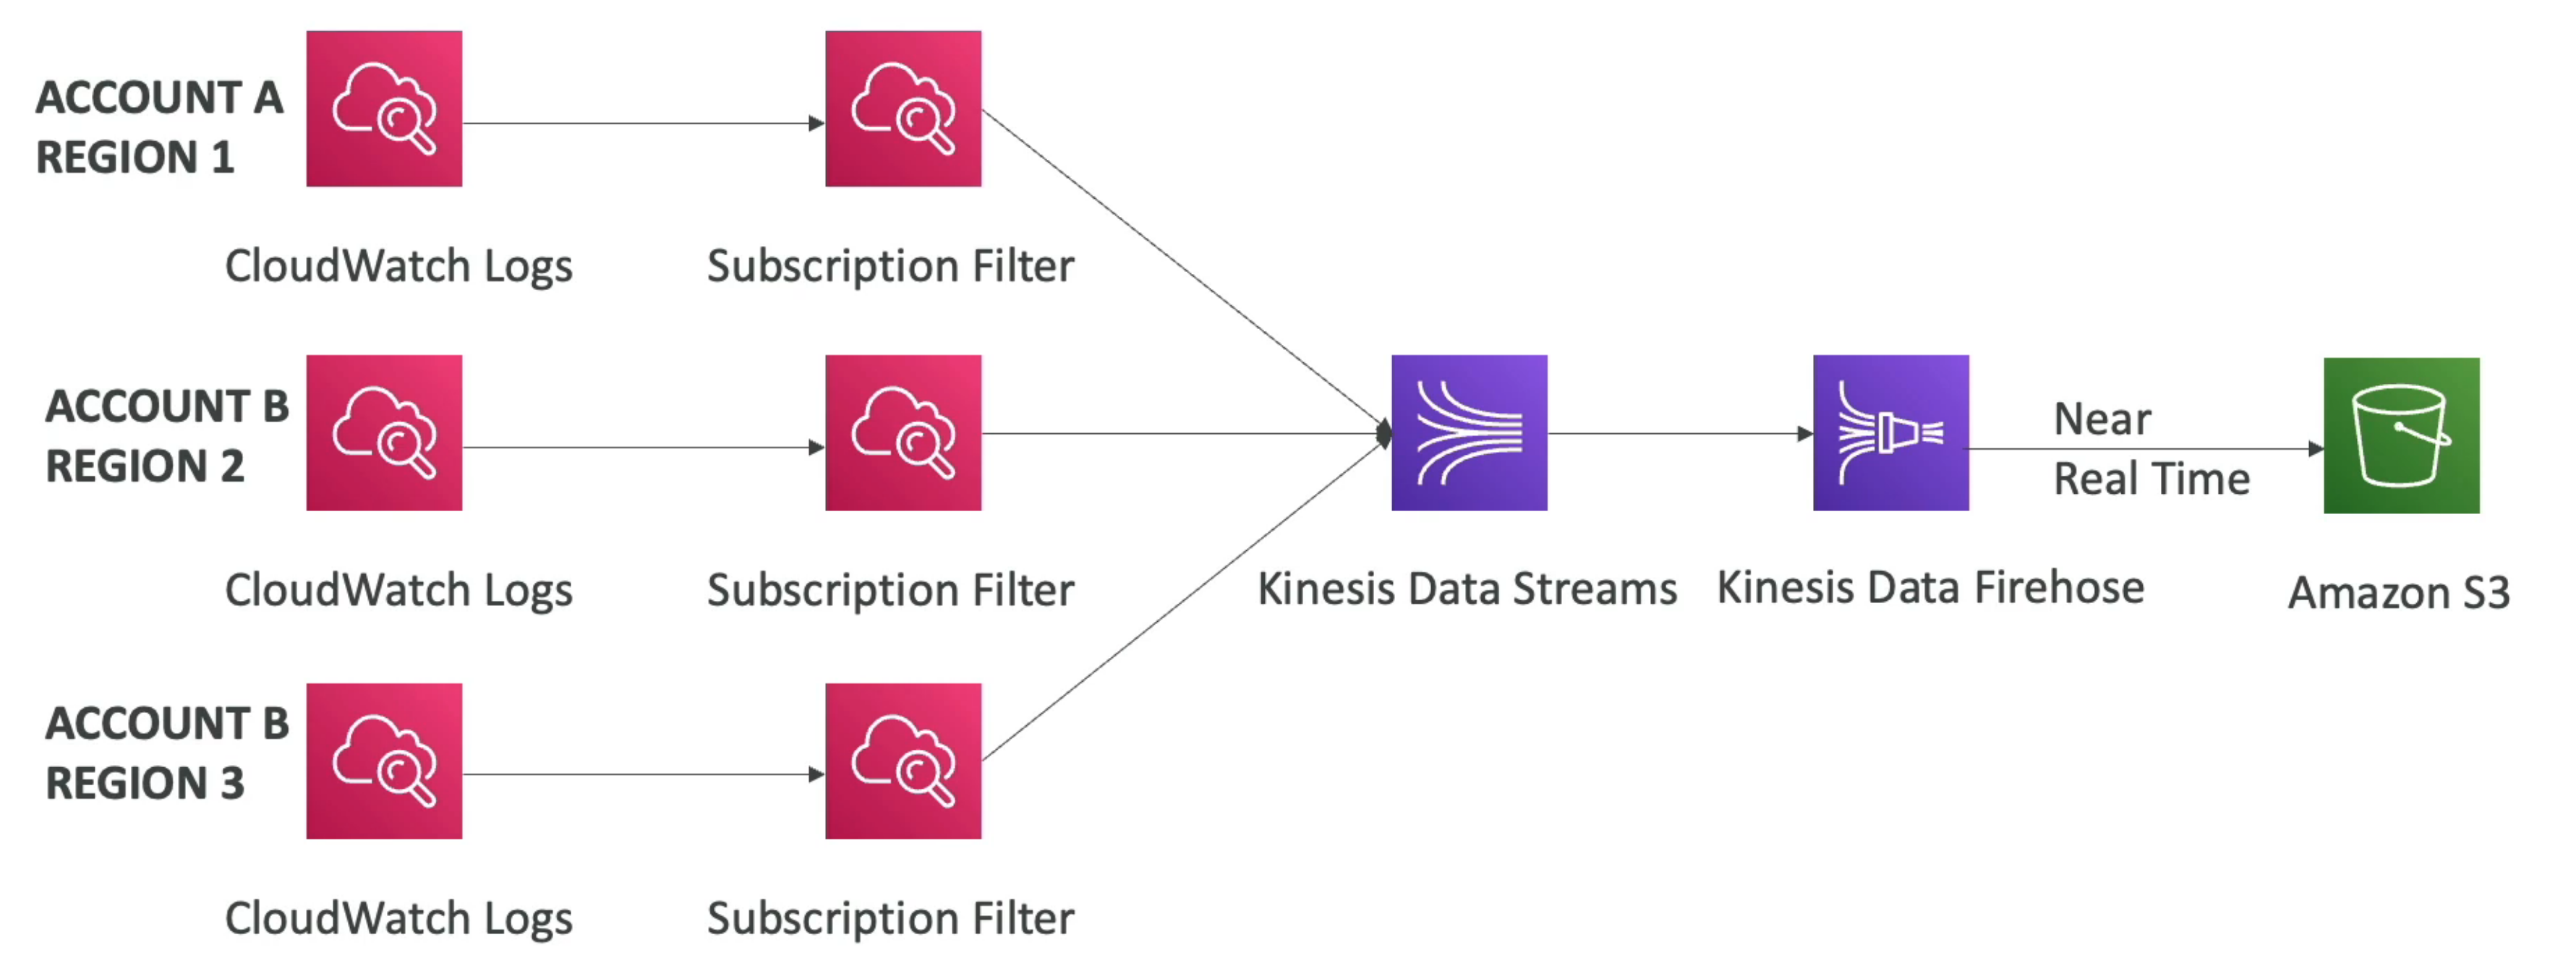 ACCOUNT A
REGION 1
CloudWatch Logs
Subscription Filter
ACCOUNT B
REGION 2
CloudWatch Logs
Subscription Filter
Kinesis Data Streams
Kinesis Data Firehose
Near
Real Time
Amazon S3
ACCOUNT B
REGION 3
CloudWatch Logs
Subscription Filter